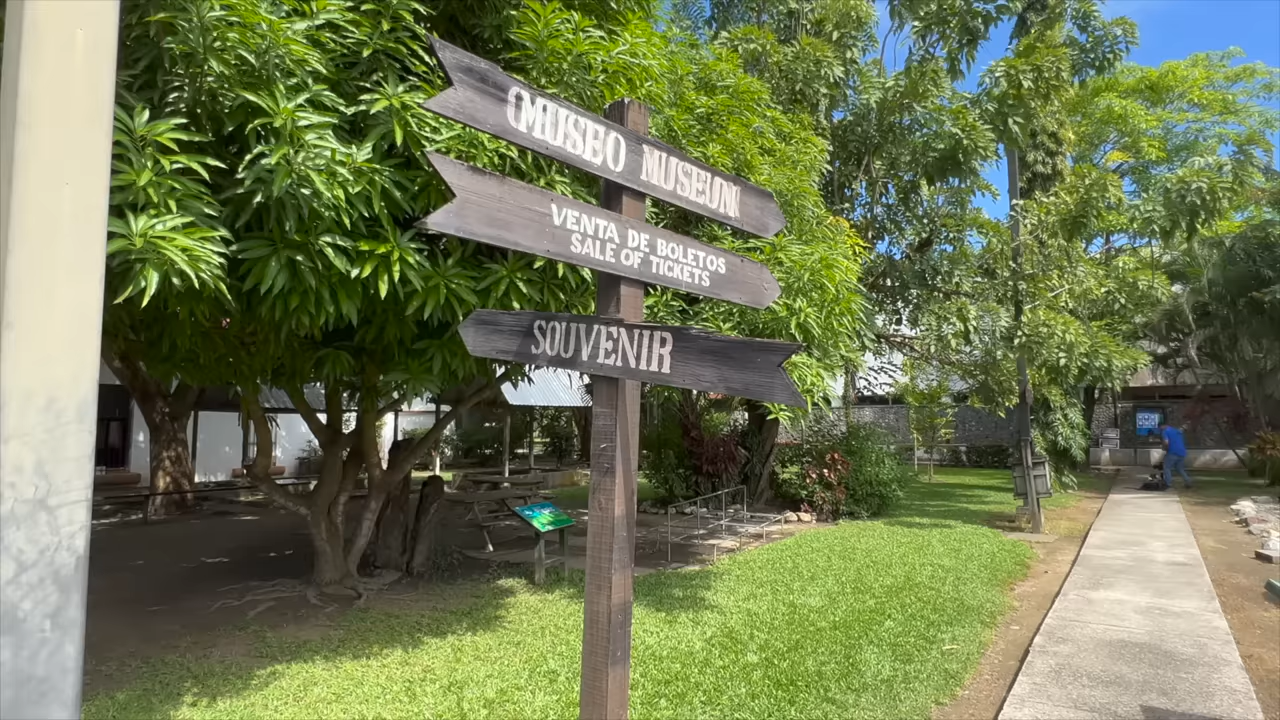 MUSEO MUSEUM
VENTA DE BOLETOS
SALE OF TICKETS
SOUVENIR